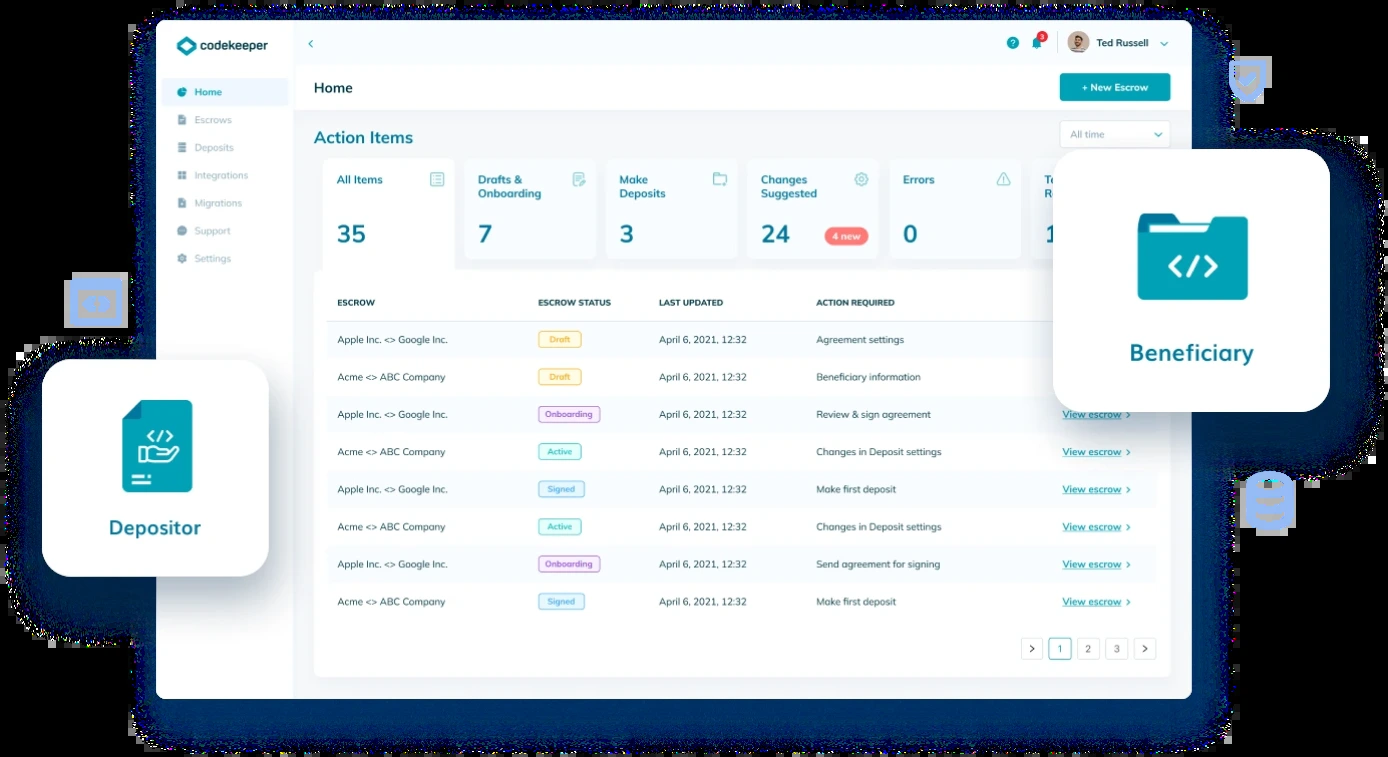 codekeeper
3
Ted Russell
Home
Home
+ New Escrow
Escrows
Action Items
All time
Deposits
Integrations
All Items
Drafts &
Onboarding
Make
Deposits
Changes
Suggested
Errors
Migrations
Support
35
7
3
24
4 new
0
Settings
</>
Beneficiary
ESCROW
ESCROW STATUS
LAST UPDATED
ACTION REQUIRED
Apple Inc. <> Google Inc.
Draft
April 6, 2021, 12:32
Agreement settings
Acme <> ABC Company
Draft
April 6, 2021, 12:32
Beneficiary information
Apple Inc. <> Google Inc.
Onboarding
April 6, 2021, 12:32
Review & sign agreement
View escrow >
Acme <> ABC Company
Active
April 6, 2021, 12:32
Changes in Deposit settings
View escrow >
Apple Inc. <> Google Inc.
Signed
April 6, 2021, 12:32
Make first deposit
View escrow >
Acme <> ABC Company
Active
April 6, 2021, 12:32
Changes in Deposit settings
View escrow >
Apple Inc. <> Google Inc.
Onboarding
April 6, 2021, 12:32
Send agreement for signing
View escrow >
Acme <> ABC Company
Signed
April 6, 2021, 12:32
Make first deposit
View escrow >
</>
Depositor
> 1 2 3 >